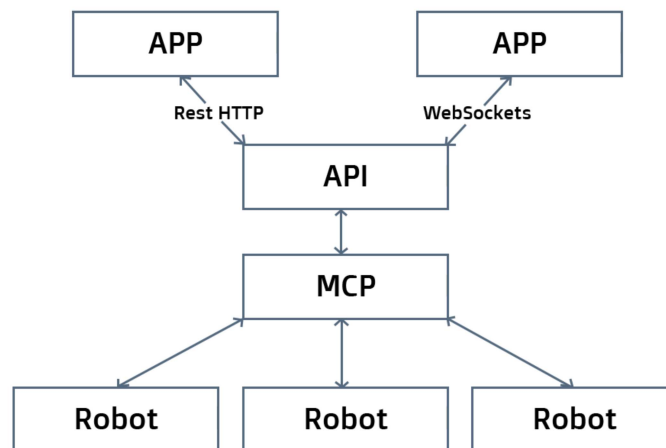 APP
APP
Rest HTTP
WebSockets
API
MCP
Robot
Robot
Robot